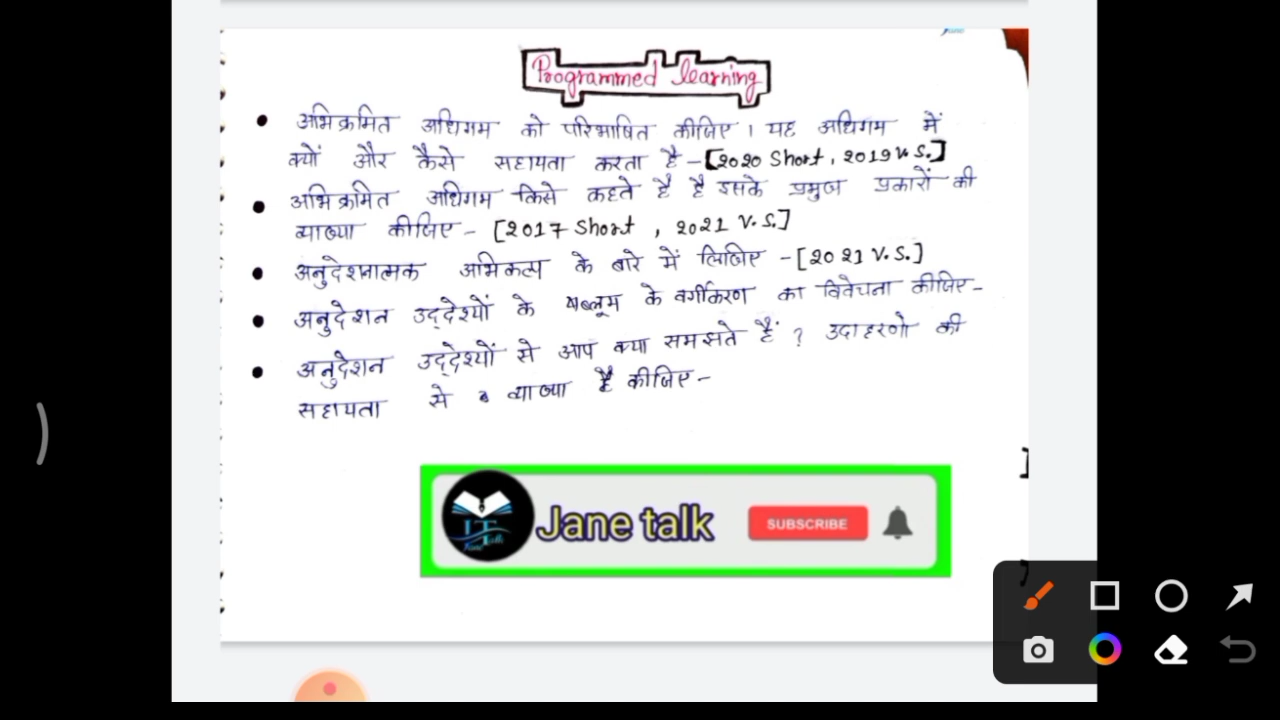 Programmed learning
• अभिक्रमित अधिगम को परिभाषित कीजिए। यह अधिगम में
क्यों और कैसे सहायता करता है - [2020 Short, 2019 V.S.]
• अभिक्रमित अधिगम किसे कहते है है इसके प्रमुख प्रकारों की
व्याख्या कीजिए - [2017 Short, 2021 V.S.]
• अनुदेशनात्मक अभिकल्प के बारे में लिखिए - [2021 V.S.]
• अनुदेशन उद्देश्यों के ब्लूम के वर्गीकरण का विवेचना कीजिए -
• अनुदेशन उद्देश्यों से आप क्या समझते हैं ? उदाहरणो की
सहायता से व्याख्या है कीजिए -
Jane talk
SUBSCRIBE